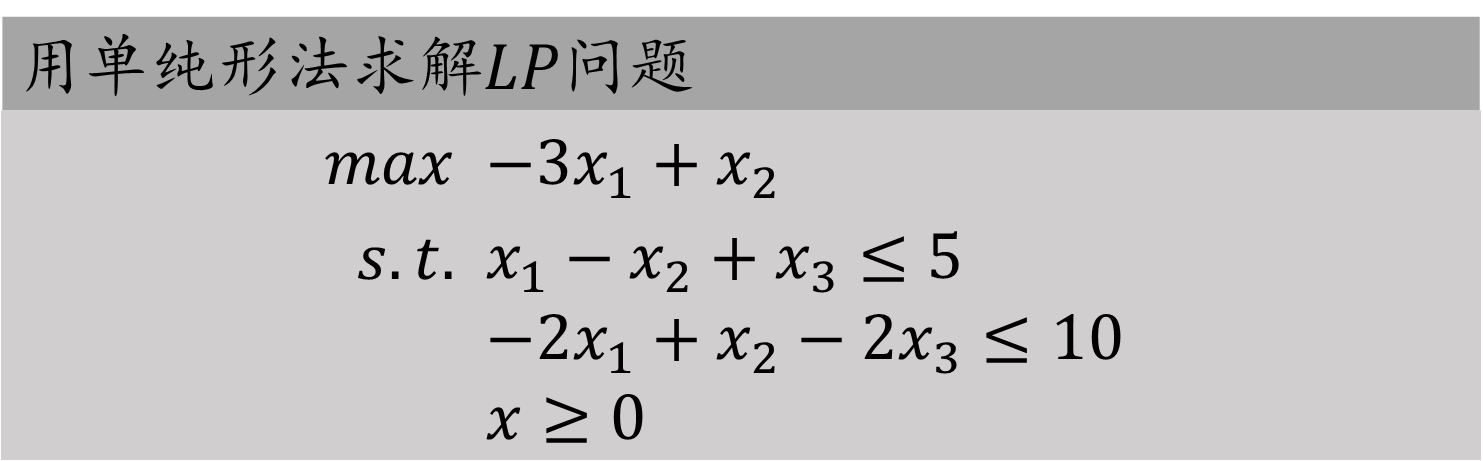 用单纯形法求解LP问题
max −3x₁ + x₂
s.t. x₁ − x₂ + x₃ ≤ 5
−2x₁ + x₂ − 2x₃ ≤ 10
x ≥ 0